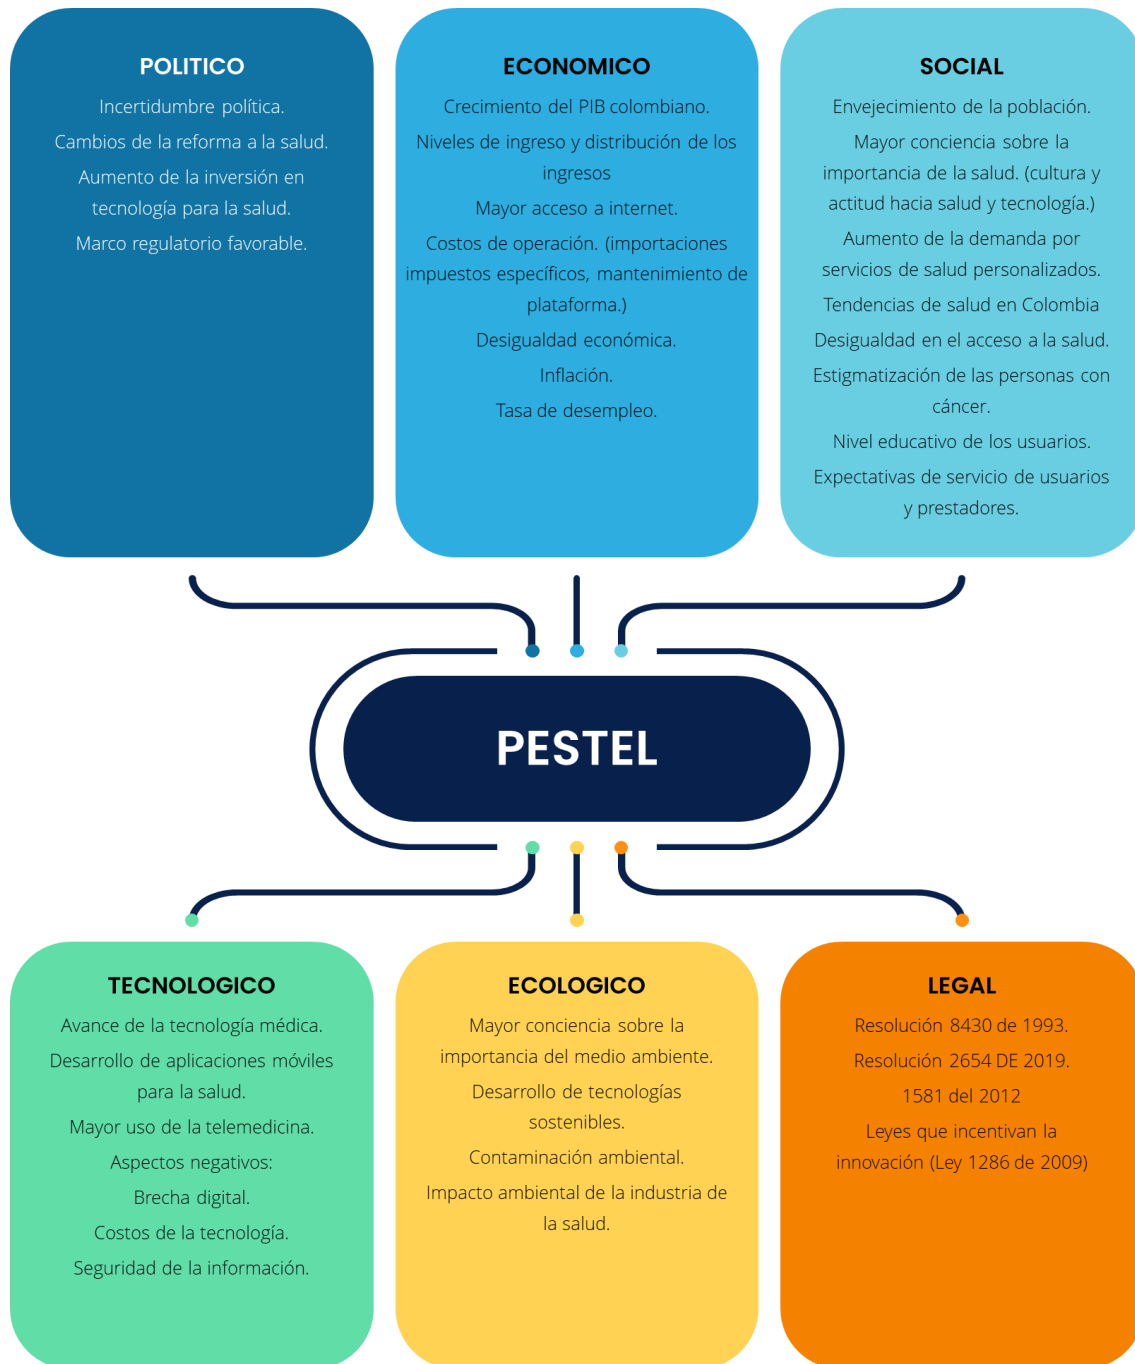 POLITICO
Incertidumbre política.
Cambios de la reforma a la salud.
Aumento de la inversión en
tecnología para la salud.
Marco regulatorio favorable.
ECONOMICO
Crecimiento del PIB colombiano.
Niveles de ingreso y distribución de los
ingresos
Mayor acceso a internet.
Costos de operación. (importaciones
impuestos específicos, mantenimiento de
plataforma.)
Desigualdad económica.
Inflación.
Tasa de desempleo.
SOCIAL
Envejecimiento de la población.
Mayor conciencia sobre la
importancia de la salud. (cultura y
actitud hacia salud y tecnología.)
Aumento de la demanda por
servicios de salud personalizados.
Tendencias de salud en Colombia
Desigualdad en el acceso a la salud.
Estigmatización de las personas con
cáncer.
Nivel educativo de los usuarios.
Expectativas de servicio de usuarios
y prestadores.
PESTEL
TECNOLOGICO
Avance de la tecnología médica.
Desarrollo de aplicaciones móviles
para la salud.
Mayor uso de la telemedicina.
Aspectos negativos:
Brecha digital.
Costos de la tecnología.
Seguridad de la información.
ECOLOGICO
Mayor conciencia sobre la
importancia del medio ambiente.
Desarrollo de tecnologías
sostenibles.
Contaminación ambiental.
Impacto ambiental de la industria de
la salud.
LEGAL
Resolución 8430 de 1993.
Resolución 2654 DE 2019.
1581 del 2012
Leyes que incentivan la
innovación (Ley 1286 de 2009)